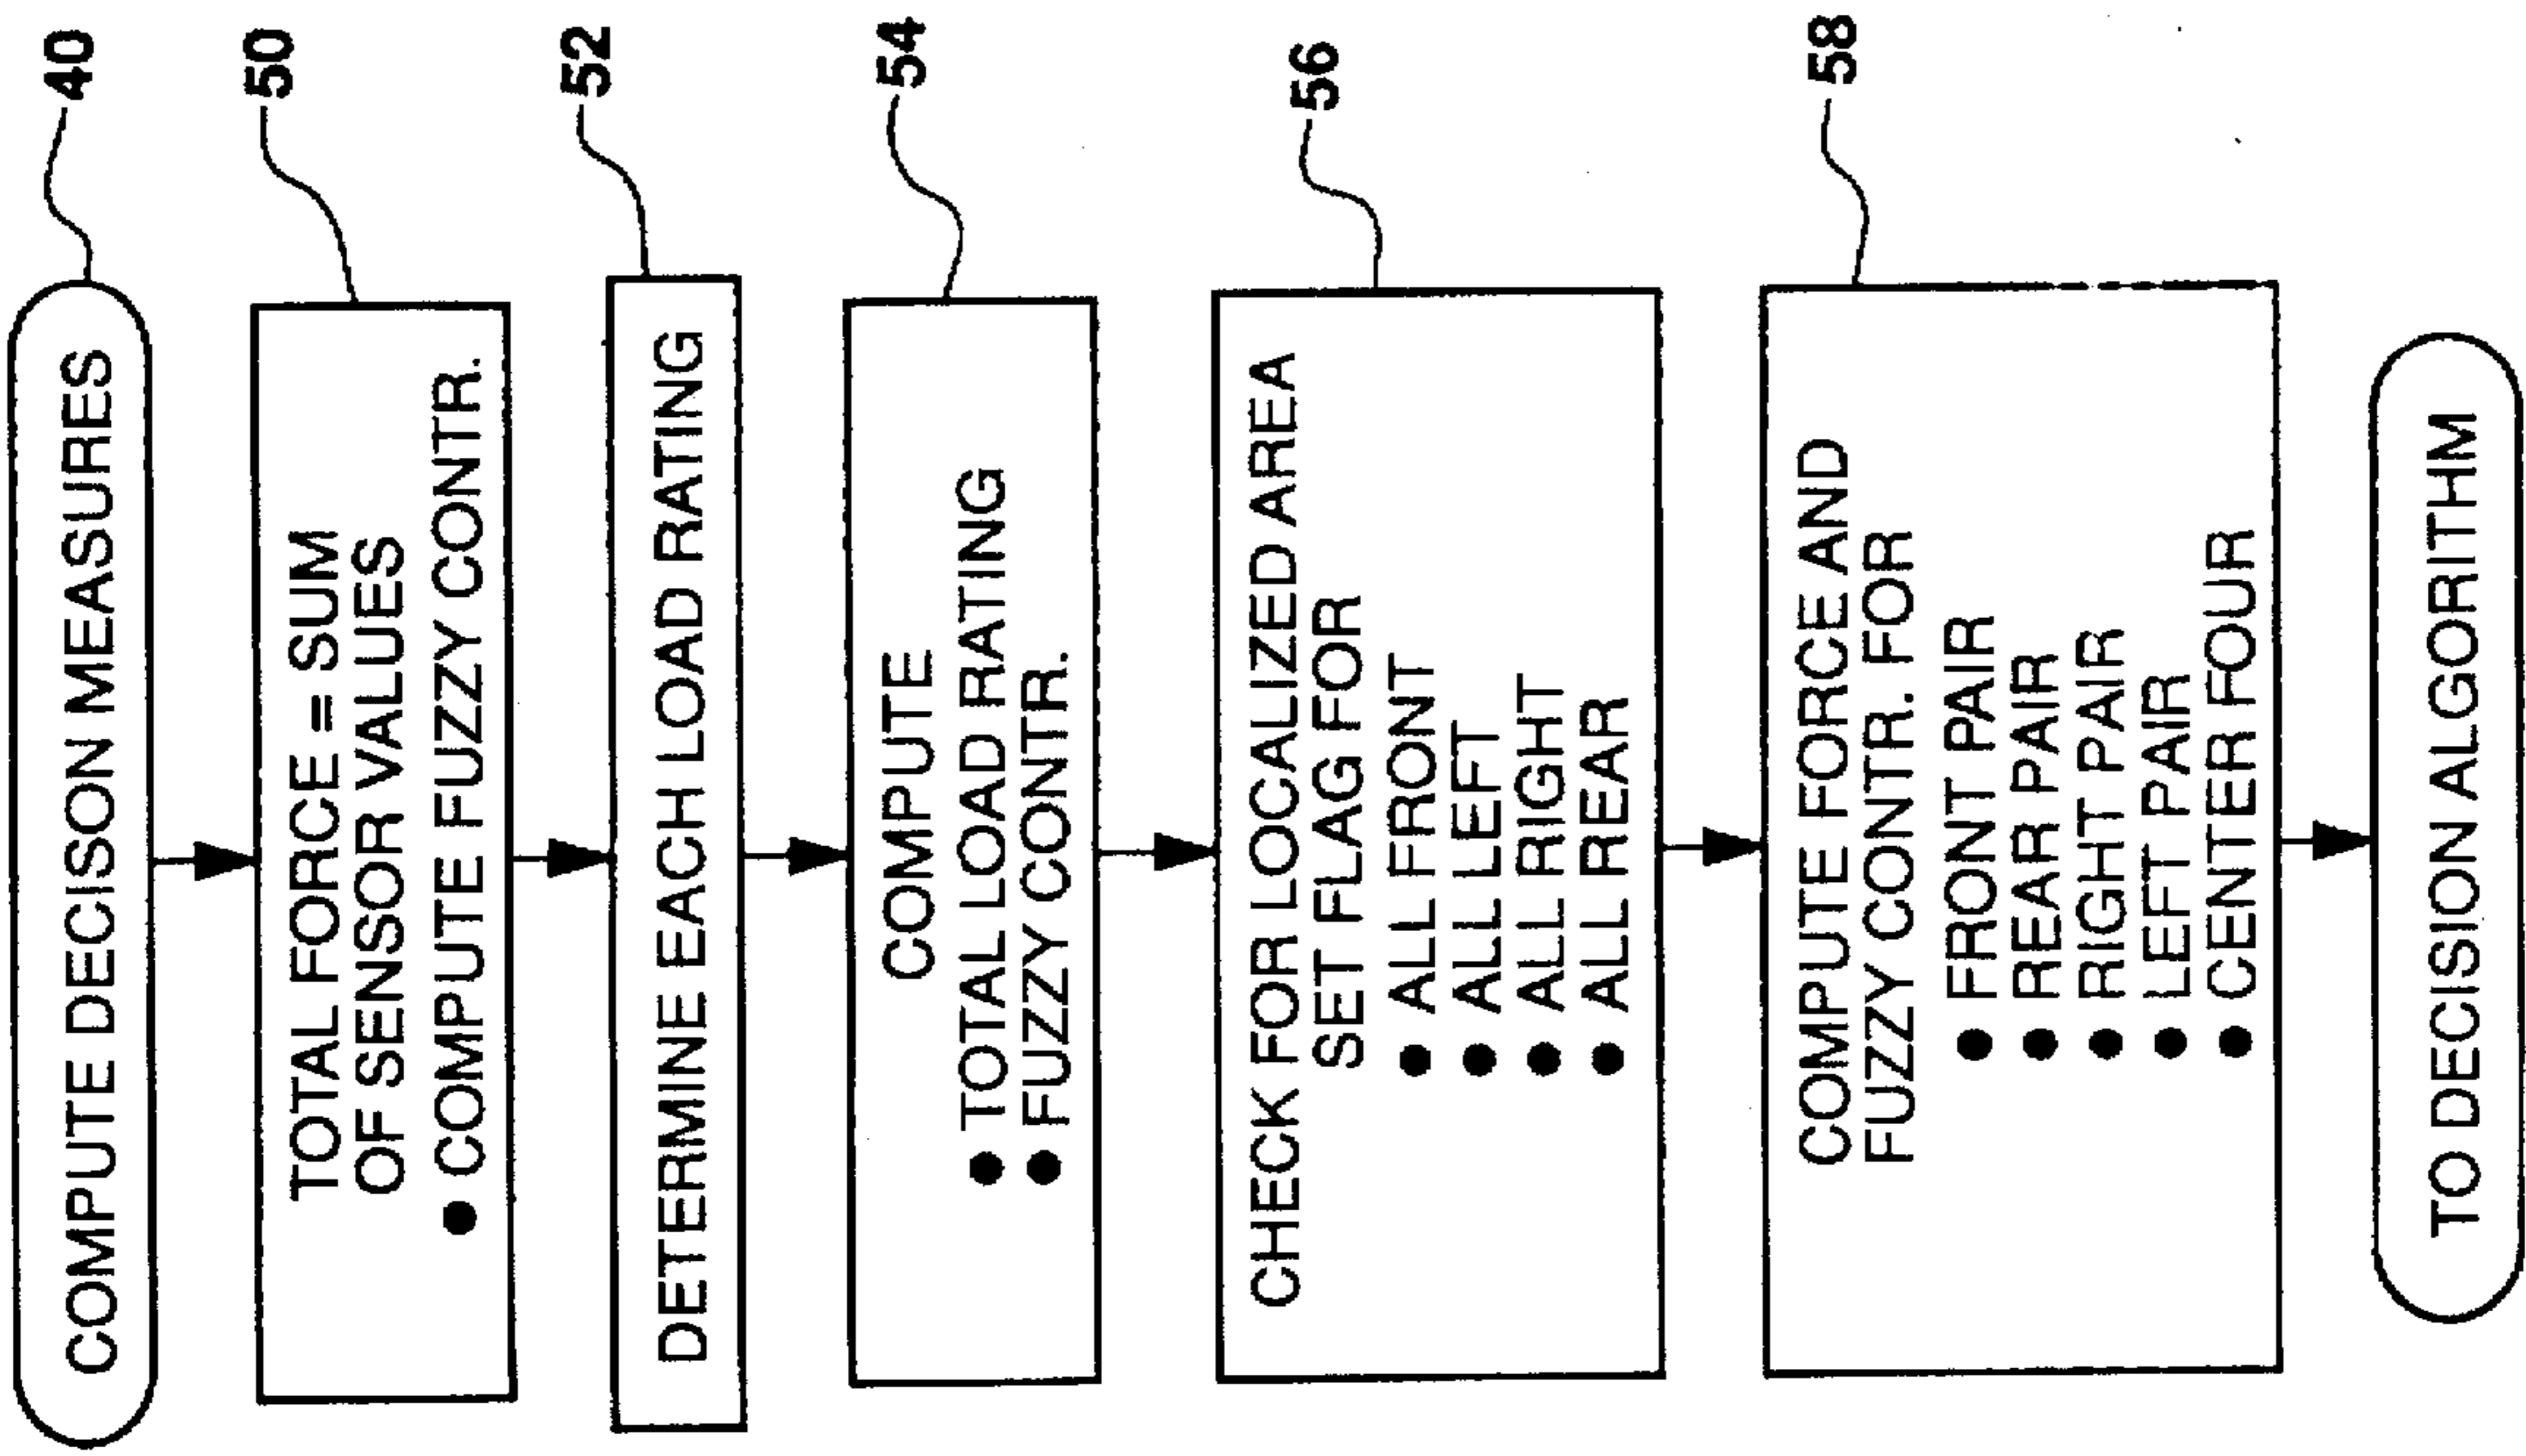 COMPUTE DECISON MEASURES
40
TOTAL FORCE = SUM
OF SENSOR VALUES
● COMPUTE FUZZY CONTR.
50
DETERMINE EACH LOAD RATING
52
COMPUTE
● TOTAL LOAD RATING
● FUZZY CONTR.
54
CHECK FOR LOCALIZED AREA
SET FLAG FOR
● ALL FRONT
● ALL LEFT
● ALL RIGHT
● ALL REAR
56
COMPUTE FORCE AND
FUZZY CONTR. FOR
● FRONT PAIR
● REAR PAIR
● RIGHT PAIR
● LEFT PAIR
● CENTER FOUR
58
TO DECISION ALGORITHM